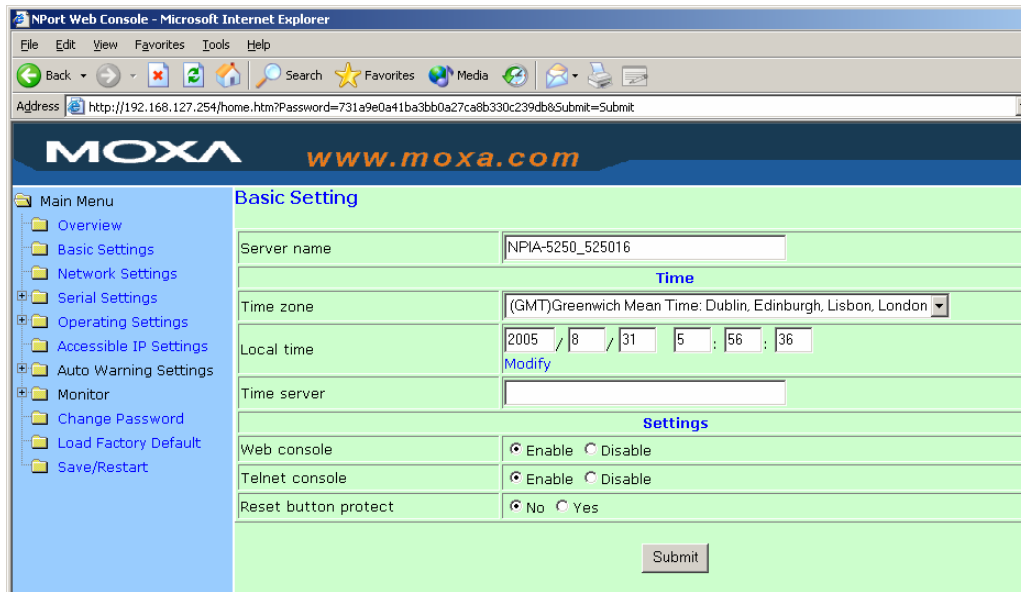 NPort Web Console - Microsoft Internet Explorer
File Edit View Favorites Tools Help
Back Search Favorites Media
Address http://192.168.127.254/home.htm?Password=731a9e0a41ba3bb0a27ca8b330c239db&Submit=Submit
MOXA www.moxa.com
Main Menu
Overview
Basic Settings
Network Settings
Serial Settings
Operating Settings
Accessible IP Settings
Auto Warning Settings
Monitor
Change Password
Load Factory Default
Save/Restart
Basic Setting
Server name NPIA-5250_525016
Time
Time zone (GMT)Greenwich Mean Time: Dublin, Edinburgh, Lisbon, London
Local time 2005 / 8 / 31 5 : 56 : 36
Modify
Time server
Settings
Web console Enable Disable
Telnet console Enable Disable
Reset button protect No Yes
Submit